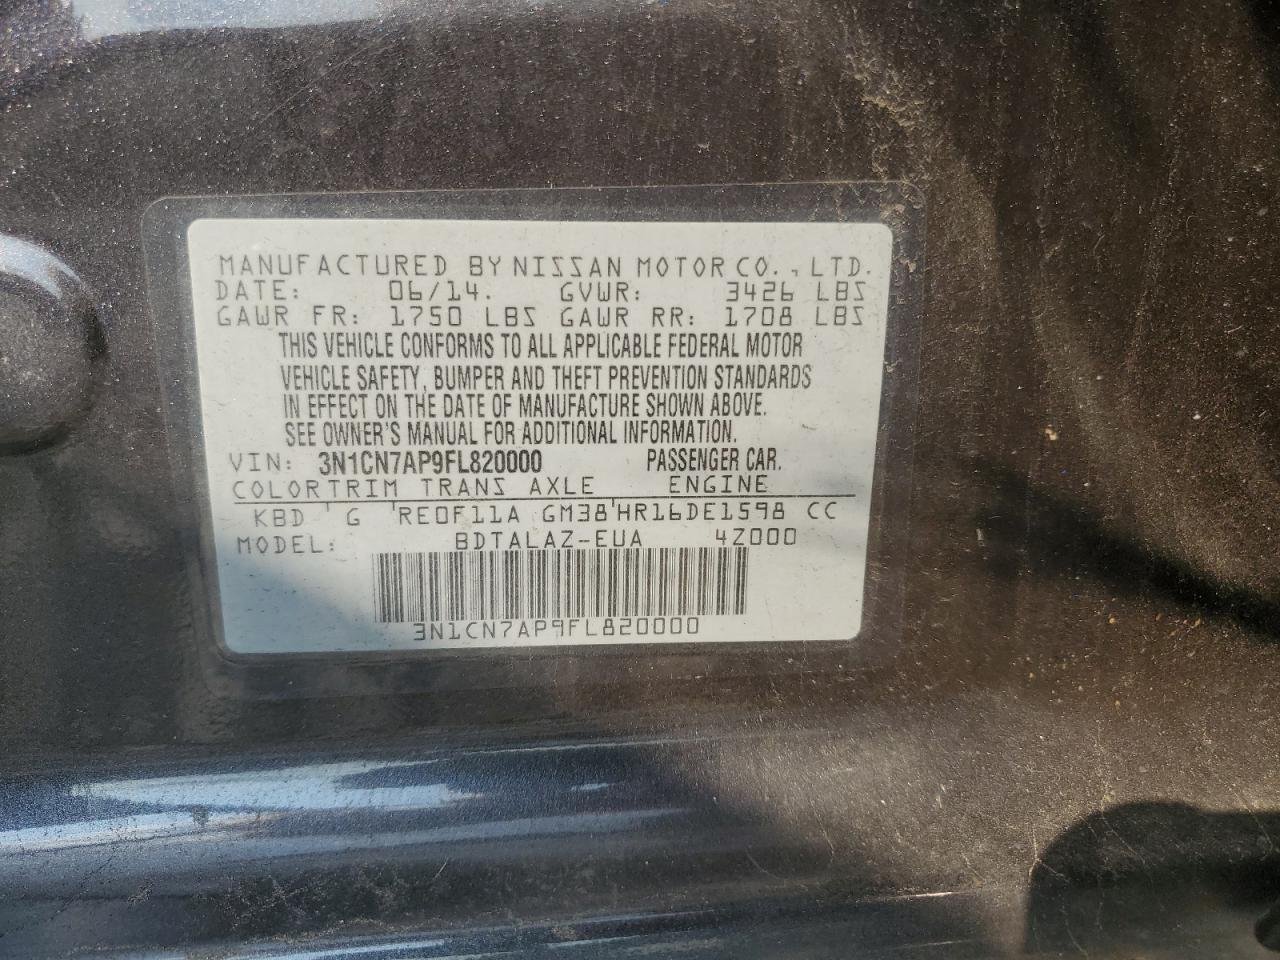 MANUFACTURED BY NISSAN MOTOR CO., LTD.
DATE: 06/14. GVWR: 3426 LBS
GAWR FR: 1750 LBS GAWR RR: 1708 LBS
THIS VEHICLE CONFORMS TO ALL APPLICABLE FEDERAL MOTOR
VEHICLE SAFETY, BUMPER AND THEFT PREVENTION STANDARDS
IN EFFECT ON THE DATE OF MANUFACTURE SHOWN ABOVE.
SEE OWNER'S MANUAL FOR ADDITIONAL INFORMATION.
VIN: 3N1CN7AP9FL820000 PASSENGER CAR.
COLORTRIM TRANS AXLE ENGINE
KBD ' G ' RE0F11A GM38'HR16DE1598 CC
MODEL: BDTALAZ-EUA 4Z000
3N1CN7AP9FL820000